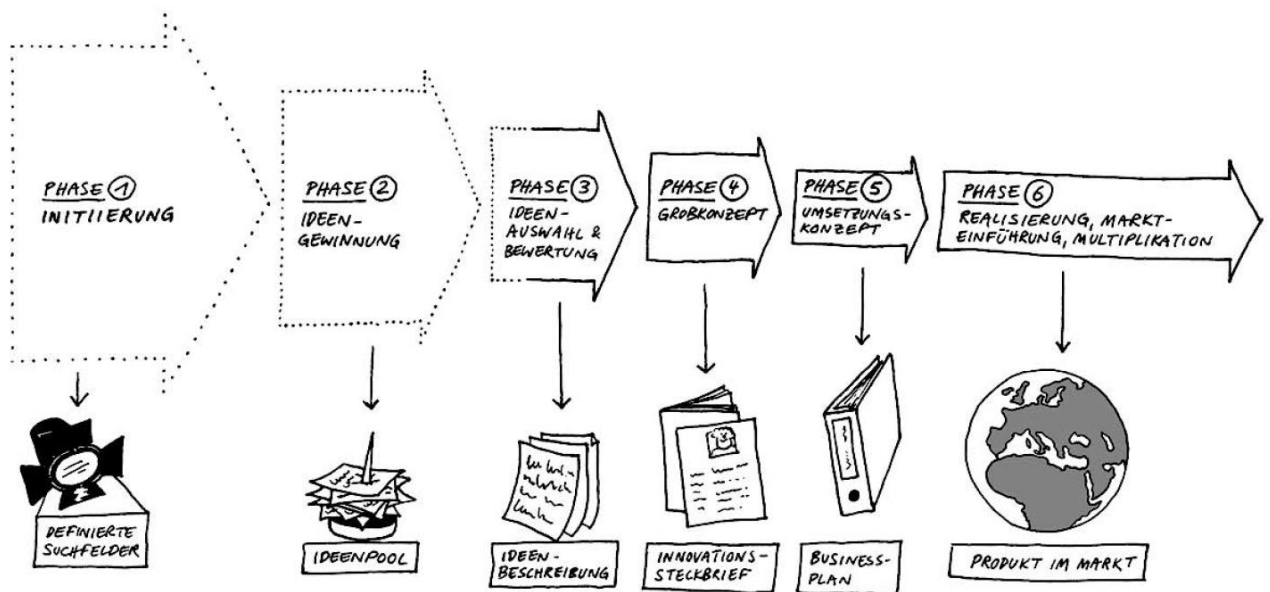 PHASE 1
INITIIERUNG
PHASE 2
IDEEN-
GEWINNUNG
PHASE 3
IDEEN-
AUSWAHL &
BEWERTUNG
PHASE 4
GROBKONZEPT
PHASE 5
UMSETZUNGS-
KONZEPT
PHASE 6
REALISIERUNG, MARKT-
EINFÜHRUNG, MULTIPLIKATION
DEFINIERTE
SUCHFELDER
IDEENPOOL
IDEEN-
BESCHREIBUNG
INNOVATIONS-
STECKBRIEF
BUSINESS-
PLAN
PRODUKT IM MARKT